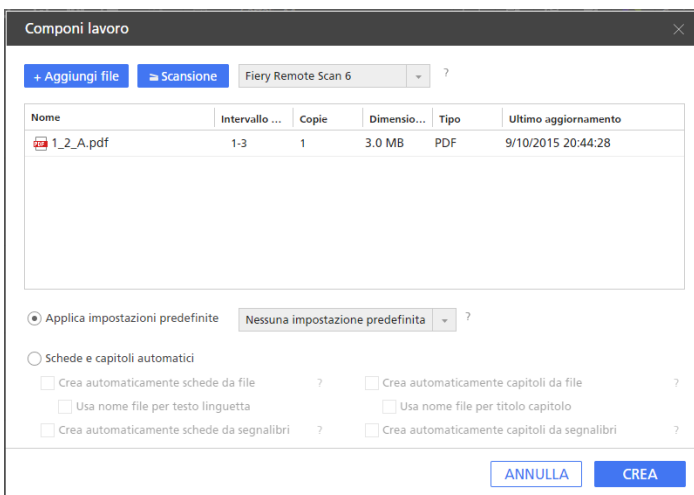 Componi lavoro
+ Aggiungi file Scansione Fiery Remote Scan 6 ?
Nome Intervallo ... Copie Dimensio... Tipo Ultimo aggiornamento
PDF 1_2_A.pdf 1-3 1 3.0 MB PDF 9/10/2015 20:44:28
Applica impostazioni predefinite Nessuna impostazione predefinita ?
Schede e capitoli automatici
Crea automaticamente schede da file ? Crea automaticamente capitoli da file ?
Usa nome file per testo linguetta Usa nome file per titolo capitolo
Crea automaticamente schede da segnalibri ? Crea automaticamente capitoli da segnalibri ?
ANNULLA CREA